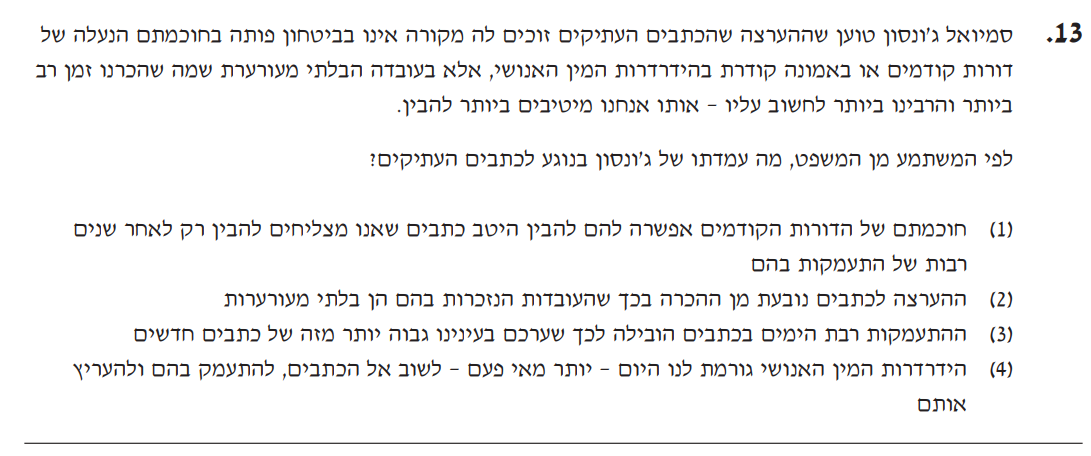 13. סמיואל ג'ונסון טוען שההערצה שהכתבים העתיקים זוכים לה מקורה אינו בביטחון פותה בחוכמתם הנעלה של
דורות קודמים או באמונה קודרת בהידרדרות המין האנושי, אלא בעובדה הבלתי מעורערת שמה שהכרנו זמן רב
ביותר והרבינו ביותר לחשוב עליו – אותו אנחנו מיטיבים ביותר להבין.
לפי המשתמע מן המשפט, מה עמדתו של ג'ונסון בנוגע לכתבים העתיקים?
(1) חוכמתם של הדורות הקודמים אפשרה להם להבין היטב כתבים שאנו מצליחים להבין רק לאחר שנים
רבות של התעמקות בהם
(2) ההערצה לכתבים נובעת מן ההכרה בכך שהעובדות הנזכרות בהם הן בלתי מעורערות
(3) ההתעמקות רבת הימים בכתבים הובילה לכך שערכם בעינינו גבוה יותר מזה של כתבים חדשים
(4) הידרדרות המין האנושי גורמת לנו היום – יותר מאי פעם – לשוב אל הכתבים, להתעמק בהם ולהעריץ
אותם